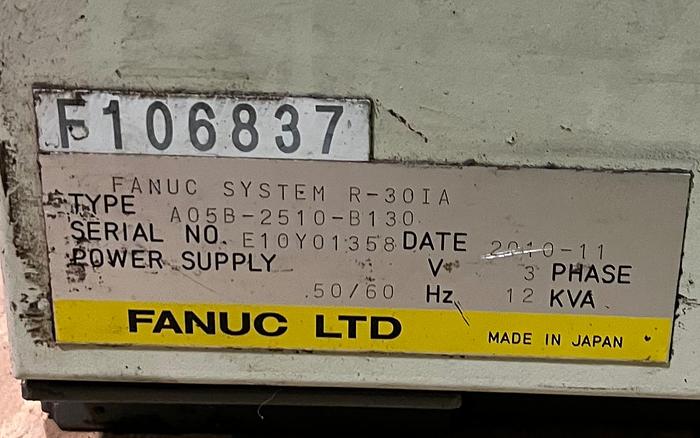 F106837
FANUC SYSTEM R-30IA
TYPE A05B-2510-B130
SERIAL NO. E10Y01358 DATE 2010-11
POWER SUPPLY V 3 PHASE
50/60 Hz 12 KVA
FANUC LTD MADE IN JAPAN